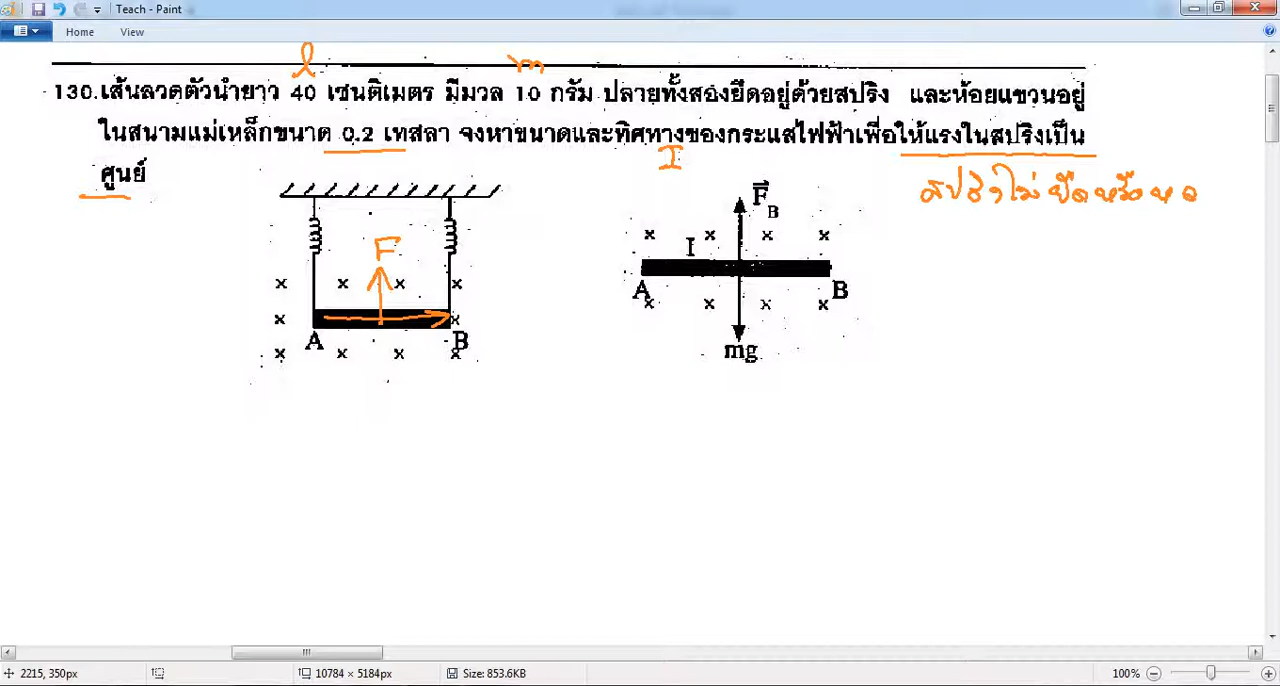 Teach - Paint
Home View
l m
130.เส้นลวดตัวนำยาว 40 เซนติเมตร มีมวล 10 กรัม ปลายทั้งสองยึดอยู่ด้วยสปริง และห้อยแขวนอยู่
ในสนามแม่เหล็กขนาด 0.2 เทสลา จงหาขนาดและทิศทางของกระแสไฟฟ้าเพื่อให้แรงในสปริงเป็น
I
ศูนย์
สปริงไม่ยืดหรือหด
F
A B
x x x x
x x
x x x x
F B
x x x x
I
A B
x x x x
mg
2215, 350px 10784 × 5184px Size: 853.6KB 100%